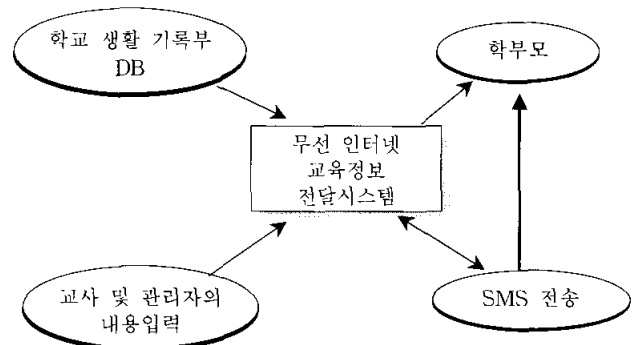 학교 생활 기록부
DB
학부모
무선 인터넷
교육정보
전달시스템
교사 및 관리자의
내용입력
SMS 전송